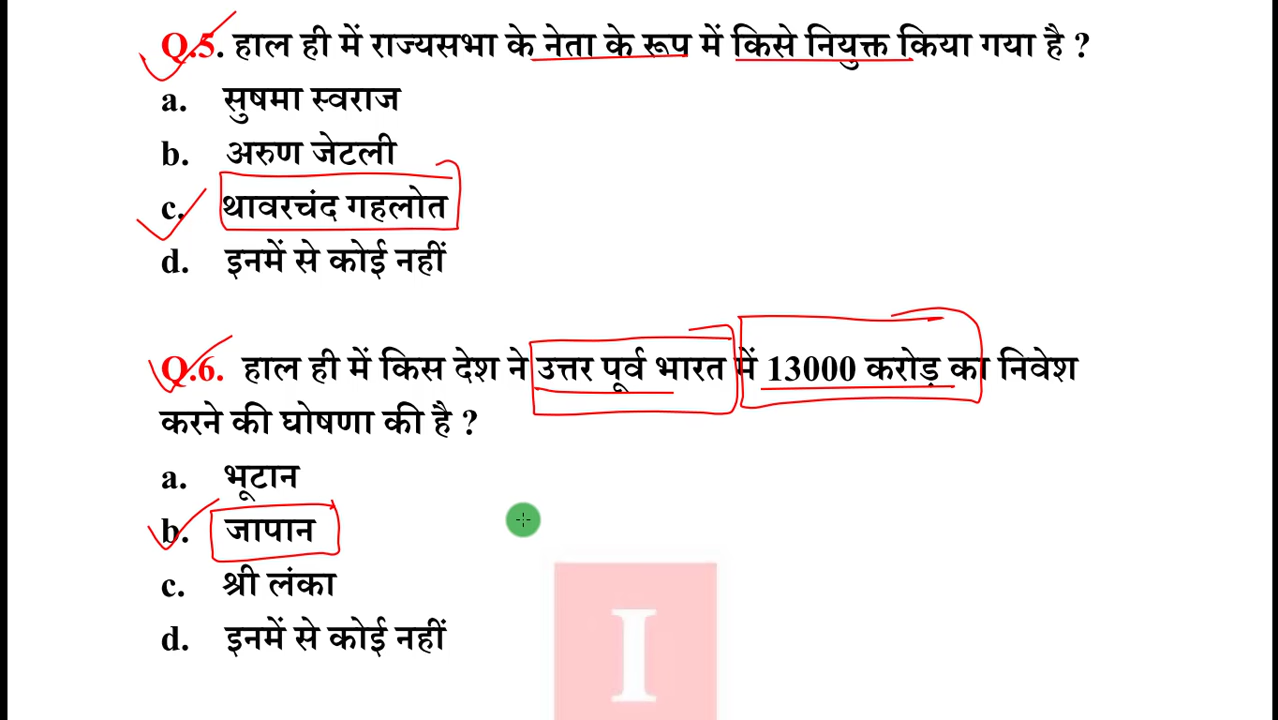 Q.5. हाल ही में राज्यसभा के नेता के रूप में किसे नियुक्त किया गया है ?
a. सुषमा स्वराज
b. अरुण जेटली
c. थावरचंद गहलोत
d. इनमें से कोई नहीं
Q.6. हाल ही में किस देश ने उत्तर पूर्व भारत में 13000 करोड़ का निवेश
करने की घोषणा की है ?
a. भूटान
b. जापान
c. श्री लंका
d. इनमें से कोई नहीं
I